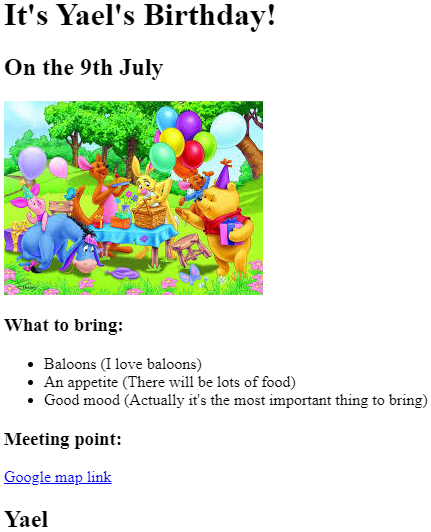 It's Yael's Birthday!
On the 9th July
What to bring:
Baloons (I love baloons)
An appetite (There will be lots of food)
Good mood (Actually it's the most important thing to bring)
Meeting point:
Google map link
Yael